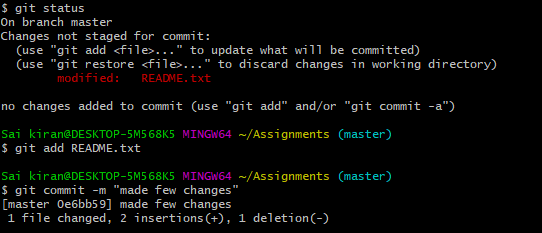 $ git status
On branch master
Changes not staged for commit:
  (use "git add <file>..." to update what will be committed)
  (use "git restore <file>..." to discard changes in working directory)
        modified:   README.txt

no changes added to commit (use "git add" and/or "git commit -a")

Sai kiran@DESKTOP-5M568K5 MINGW64 ~/Assignments (master)
$ git add README.txt

Sai kiran@DESKTOP-5M568K5 MINGW64 ~/Assignments (master)
$ git commit -m "made few changes"
[master 0e6bb59] made few changes
 1 file changed, 2 insertions(+), 1 deletion(-)